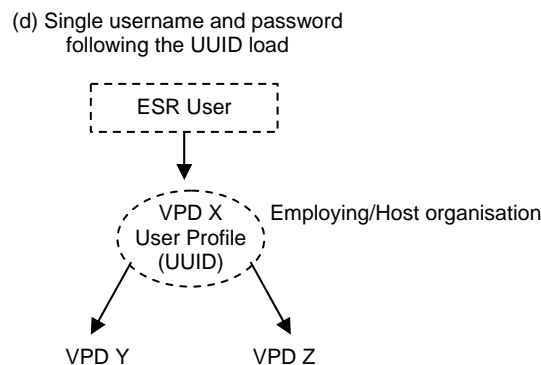 (d) Single username and password
following the UUID load
ESR User
VPD X
User Profile
(UUID)
Employing/Host organisation
VPD Y
VPD Z